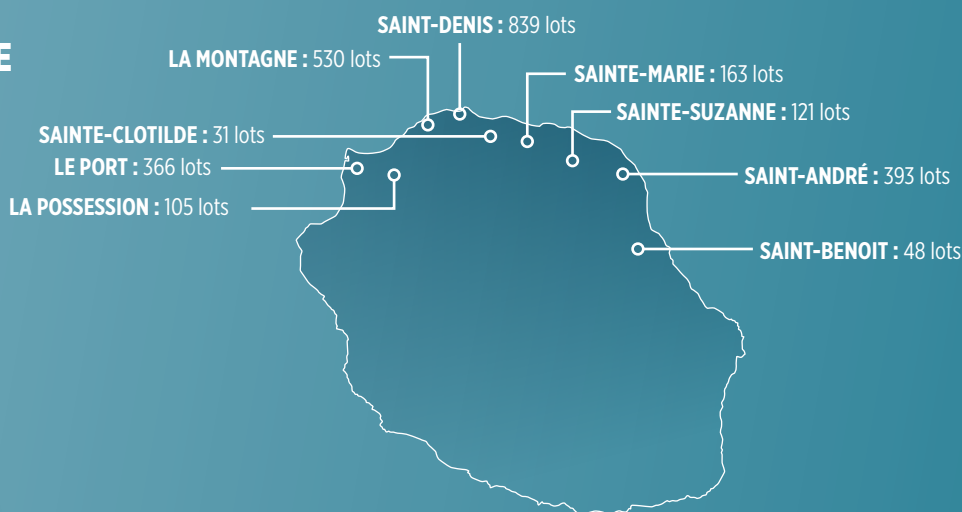 SAINT-DENIS : 839 lots
E
LA MONTAGNE : 530 lots
SAINTE-MARIE : 163 lots
SAINTE-SUZANNE : 121 lots
SAINTE-CLOTILDE : 31 lots
LE PORT : 366 lots
SAINT-ANDRÉ : 393 lots
LA POSSESSION : 105 lots
SAINT-BENOIT : 48 lots